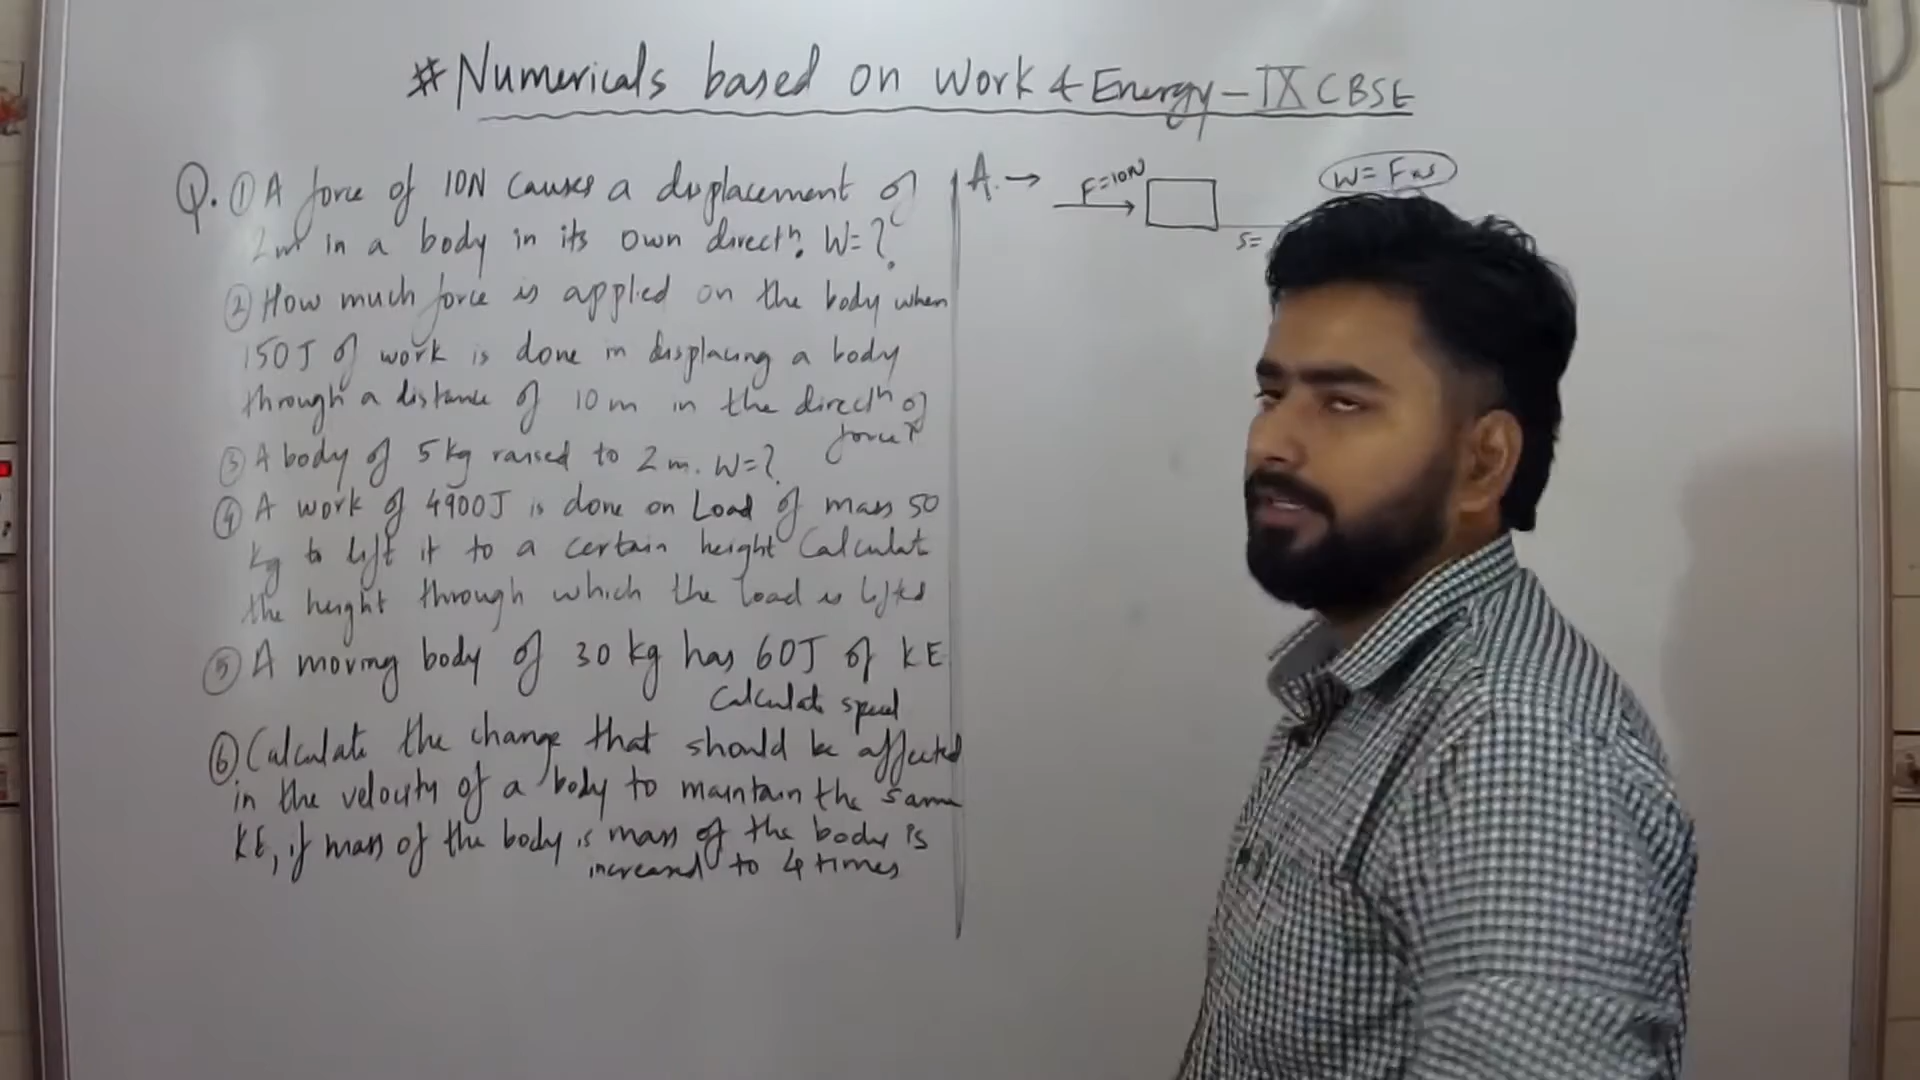 # Numericals based on Work & Energy - IX CBSE
Q. ① A force of 10N causes a displacement of
2m in a body in its own directn. W=?
② How much force is applied on the body when
150J of work is done in displacing a body
through a distance of 10m in the directn of
force?
③ A body of 5kg raised to 2m. W=?
④ A work of 4900J is done on Load of mass 50
kg to lift it to a certain height Calculat
the height through which the load is lifted
⑤ A moving body of 30 kg has 60J of KE
Calculate speed
⑥ Calculate the change that should be affected
in the velocity of a body to maintain the same
KE, if mass of the body is mass of the body is
increased to 4 times
A. →
F=10N
W= F×s
S=